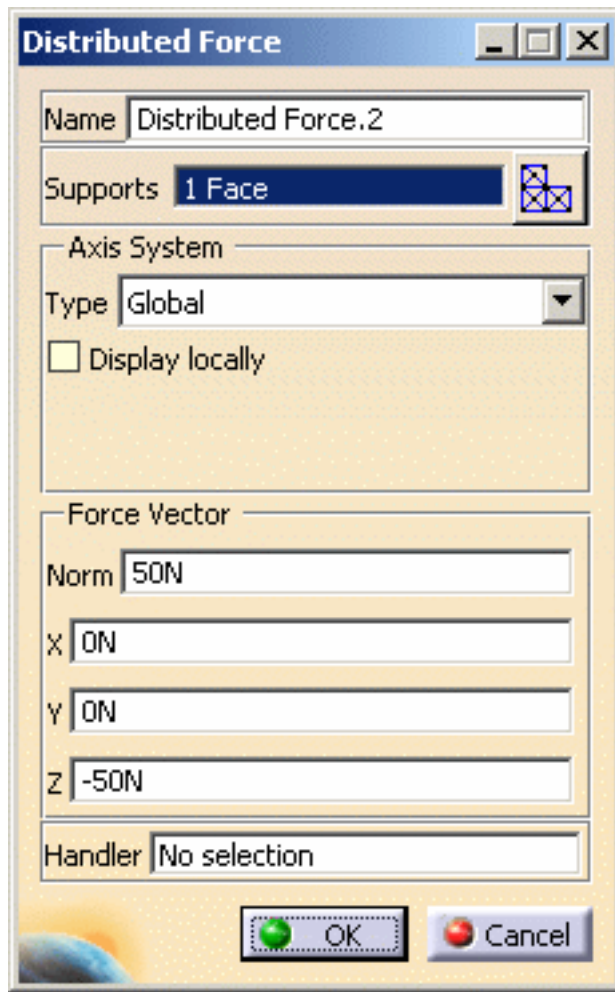 Distributed Force
Name Distributed Force.2
Supports 1 Face
Axis System
Type Global
Display locally
Force Vector
Norm 50N
X 0N
Y 0N
Z -50N
Handler No selection
OK Cancel